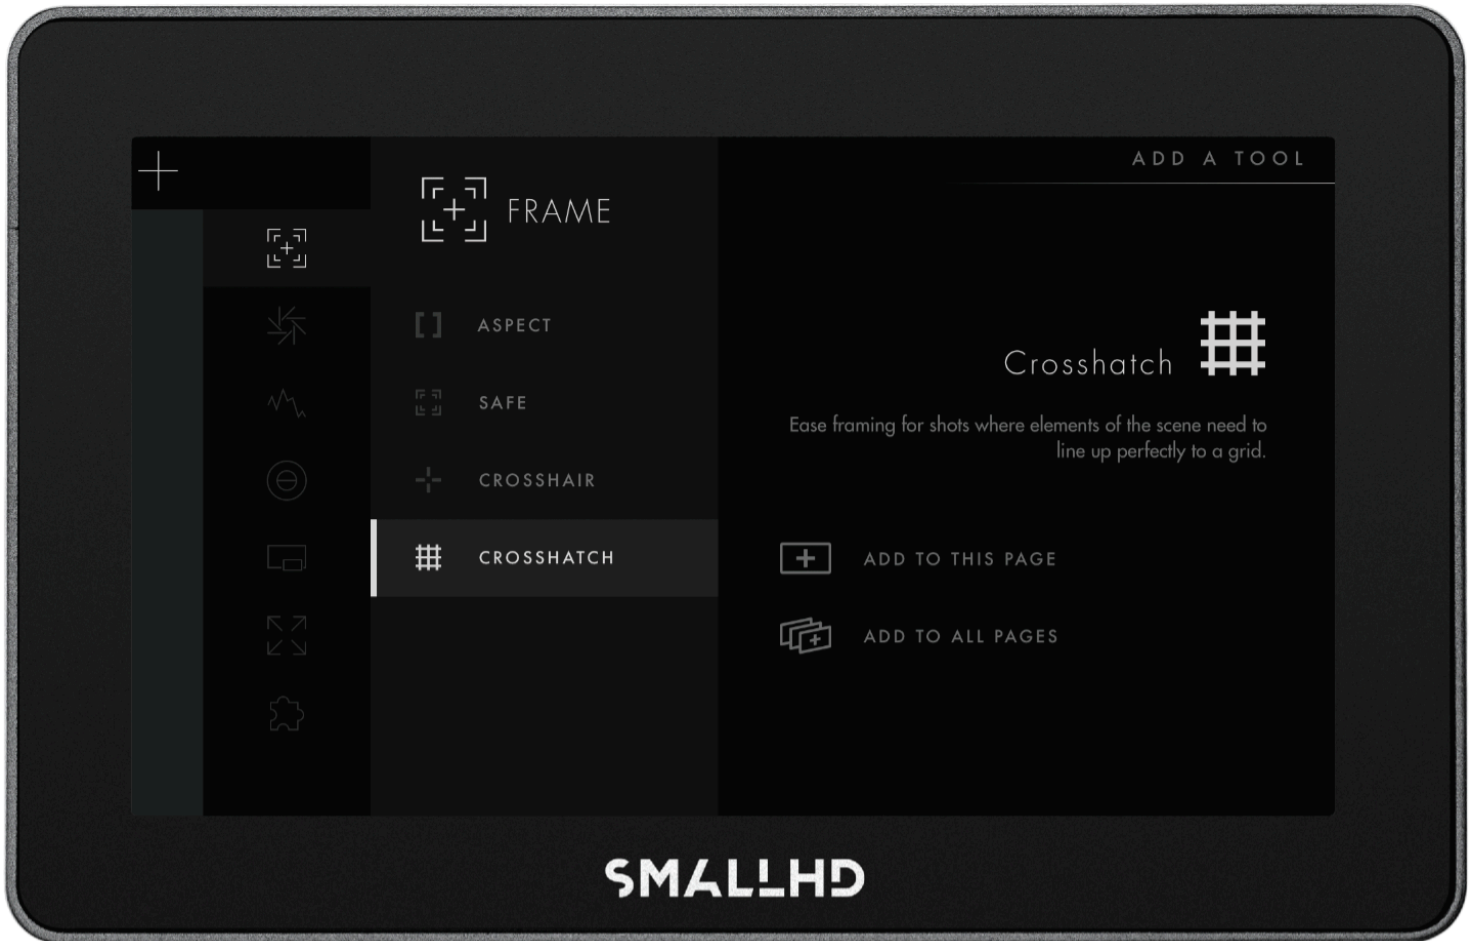 ADD A TOOL
FRAME
ASPECT
SAFE
CROSSHAIR
CROSSHATCH
Crosshatch
Ease framing for shots where elements of the scene need to
line up perfectly to a grid.
ADD TO THIS PAGE
ADD TO ALL PAGES
SMALLHD